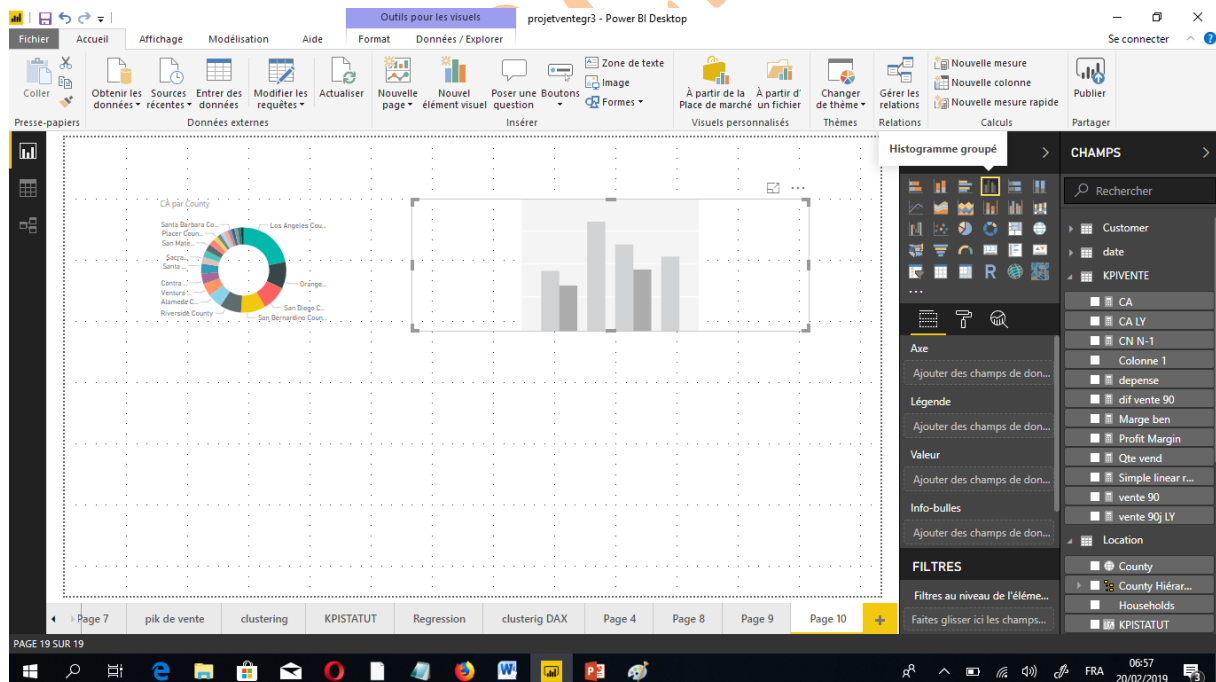 Outils pour les visuels
projetventegr3 - Power BI Desktop
Fichier Accueil Affichage Modélisation Aide Format Données / Explorer Se connecter
Coller
Obtenir les données Sources récentes Entrer des données Modifier les requêtes Actualiser
Nouvelle page Nouvel élément visuel Poser une question Boutons
Zone de texte
Image
Formes
À partir de la Place de marché À partir d' un fichier
Changer de thème
Gérer les relations
Nouvelle mesure
Nouvelle colonne
Nouvelle mesure rapide
Publier
Presse-papiers Données externes Insérer Visuels personnalisés Thèmes Relations Calculs Partager
Histogramme groupé
CHAMPS
Rechercher
CA par County
Santa Barbara Co...
Placer Coun...
San Mate...
Sacra...
Santa ...
Contra ...
Ventura ...
Alameda C...
Riverside County
Los Angeles Cou...
Orange...
San Diego C...
San Bernardino Coun...
R
Axe
Ajouter des champs de don...
Légende
Ajouter des champs de don...
Valeur
Ajouter des champs de don...
Info-bulles
Ajouter des champs de don...
FILTRES
Filtres au niveau de l'éléme...
Faites glisser ici les champs...
Customer
date
KPIVENTE
CA
CA LY
CN N-1
Colonne 1
depense
dif vente 90
Marge ben
Profit Margin
Qte vend
Simple linear r...
vente 90
vente 90j LY
Location
County
County Hiérar...
Households
KPISTATUT
Page 7 pik de vente clustering KPISTATUT Regression clusterig DAX Page 4 Page 8 Page 9 Page 10
PAGE 19 SUR 19
FRA
06:57
20/02/2019